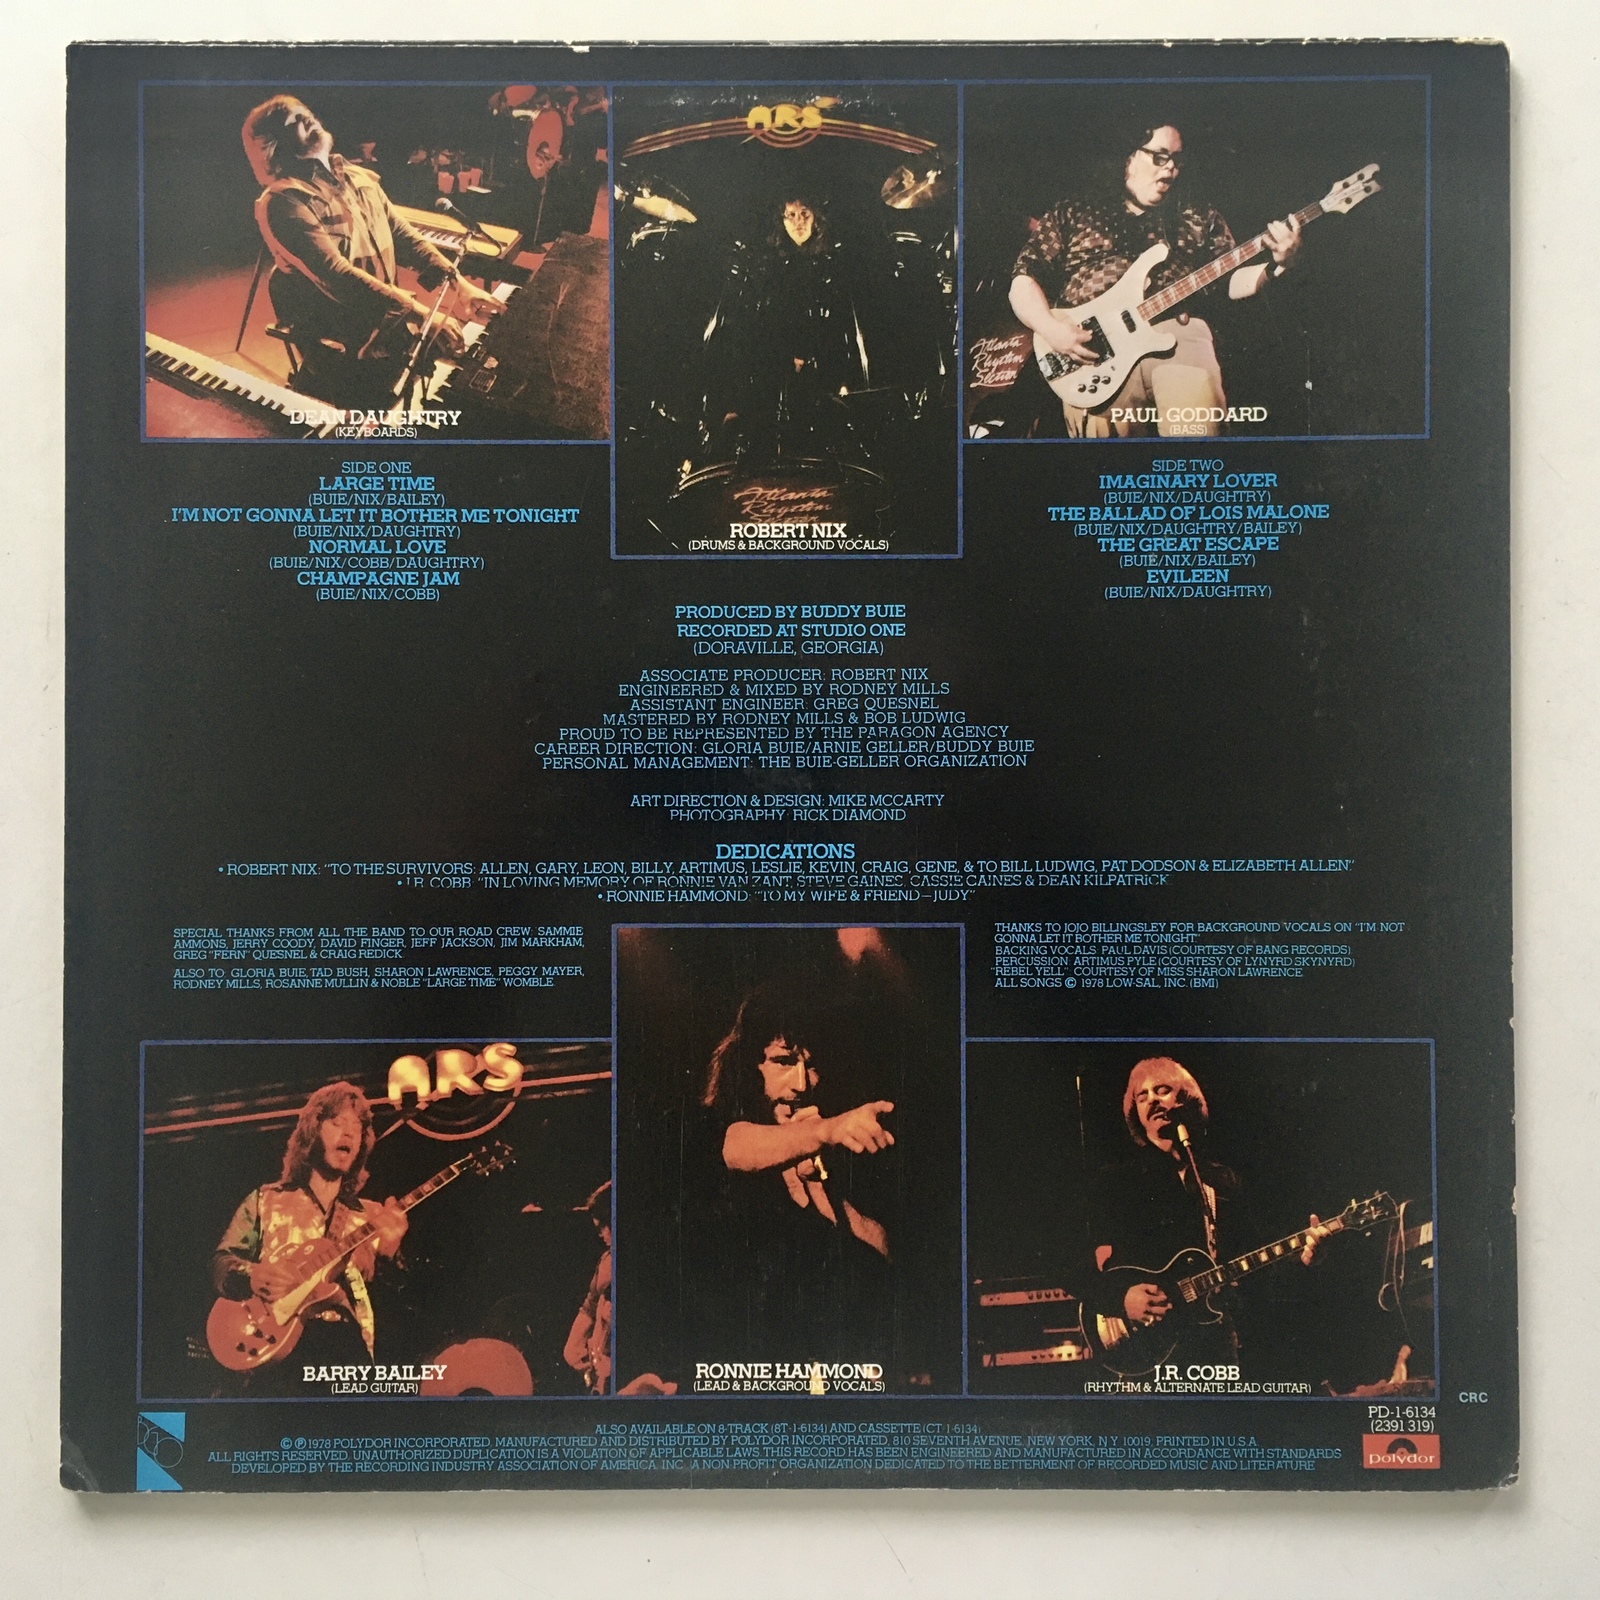 ARS
Atlanta
Rhythm
Section
DEAN DAUGHTRY
(KEYBOARDS)
PAUL GODDARD
(BASS)
Atlanta
Rhythm
ROBERT NIX
(DRUMS & BACKGROUND VOCALS)
SIDE ONE
LARGE TIME
(BUIE/NIX/BAILEY)
I'M NOT GONNA LET IT BOTHER ME TONIGHT
(BUIE/NIX/DAUGHTRY)
NORMAL LOVE
(BUIE/NIX/COBB/DAUGHTRY)
CHAMPAGNE JAM
(BUIE/NIX/COBB)
SIDE TWO
IMAGINARY LOVER
(BUIE/NIX/DAUGHTRY)
THE BALLAD OF LOIS MALONE
(BUIE/NIX/DAUGHTRY/BAILEY)
THE GREAT ESCAPE
(BUIE/NIX/BAILEY)
EVILEEN
(BUIE/NIX/DAUGHTRY)
PRODUCED BY BUDDY BUIE
RECORDED AT STUDIO ONE
(DORAVILLE, GEORGIA)
ASSOCIATE PRODUCER: ROBERT NIX
ENGINEERED & MIXED BY RODNEY MILLS
ASSISTANT ENGINEER: GREG QUESNEL
MASTERED BY RODNEY MILLS & BOB LUDWIG
PROUD TO BE REPRESENTED BY THE PARAGON AGENCY
CAREER DIRECTION: GLORIA BUIE/ARNIE GELLER/BUDDY BUIE
PERSONAL MANAGEMENT: THE BUIE-GELLER ORGANIZATION
ART DIRECTION & DESIGN: MIKE MCCARTY
PHOTOGRAPHY: RICK DIAMOND
DEDICATIONS
• ROBERT NIX: "TO THE SURVIVORS: ALLEN, GARY, LEON, BILLY, ARTIMUS, LESLIE, KEVIN, CRAIG, GENE, & TO BILL LUDWIG, PAT DODSON & ELIZABETH ALLEN."
• J.R. COBB: "IN LOVING MEMORY OF RONNIE VAN ZANT, STEVE GAINES, CASSIE GAINES & DEAN KILPATRICK."
• RONNIE HAMMOND: "TO MY WIFE & FRIEND—JUDY"
SPECIAL THANKS FROM ALL THE BAND TO OUR ROAD CREW: SAMMIE
AMMONS, JERRY COODY, DAVID FINGER, JEFF JACKSON, JIM MARKHAM,
GREG "FERN" QUESNEL & CRAIG REDICK.
ALSO TO: GLORIA BUIE, TAD BUSH, SHARON LAWRENCE, PEGGY MAYER,
RODNEY MILLS, ROSANNE MULLIN & NOBLE "LARGE TIME" WOMBLE.
THANKS TO JOJO BILLINGSLEY FOR BACKGROUND VOCALS ON "I'M NOT
GONNA LET IT BOTHER ME TONIGHT"
BACKING VOCALS: PAUL DAVIS (COURTESY OF BANG RECORDS)
PERCUSSION: ARTIMUS PYLE (COURTESY OF LYNYRD SKYNYRD)
"REBEL YELL": COURTESY OF MISS SHARON LAWRENCE
ALL SONGS © 1978 LOW-SAL, INC. (BMI)
ARS
BARRY BAILEY
(LEAD GUITAR)
RONNIE HAMMOND
(LEAD & BACKGROUND VOCALS)
J.R. COBB
(RHYTHM & ALTERNATE LEAD GUITAR)
CRC
PD-1-6134
(2391 319)
polydor
ALSO AVAILABLE ON 8-TRACK (8T-1-6134) AND CASSETTE (CT-1-6134)
© ℗ 1978 POLYDOR INCORPORATED, MANUFACTURED AND DISTRIBUTED BY POLYDOR INCORPORATED, 810 SEVENTH AVENUE, NEW YORK, N.Y. 10019, PRINTED IN U.S.A.
ALL RIGHTS RESERVED. UNAUTHORIZED DUPLICATION IS A VIOLATION OF APPLICABLE LAWS. THIS RECORD HAS BEEN ENGINEERED AND MANUFACTURED IN ACCORDANCE WITH STANDARDS
DEVELOPED BY THE RECORDING INDUSTRY ASSOCIATION OF AMERICA, INC., A NON PROFIT ORGANIZATION DEDICATED TO THE BETTERMENT OF RECORDED MUSIC AND LITERATURE